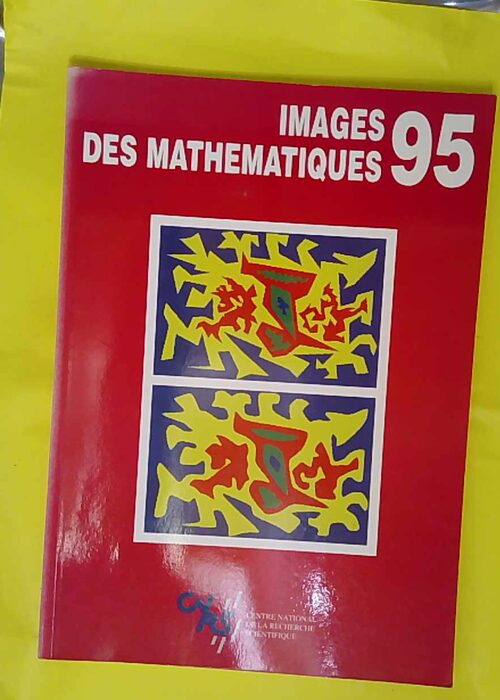 IMAGES
DES MATHEMATIQUES 95
CNRS
CENTRE NATIONAL
DE LA RECHERCHE
SCIENTIFIQUE